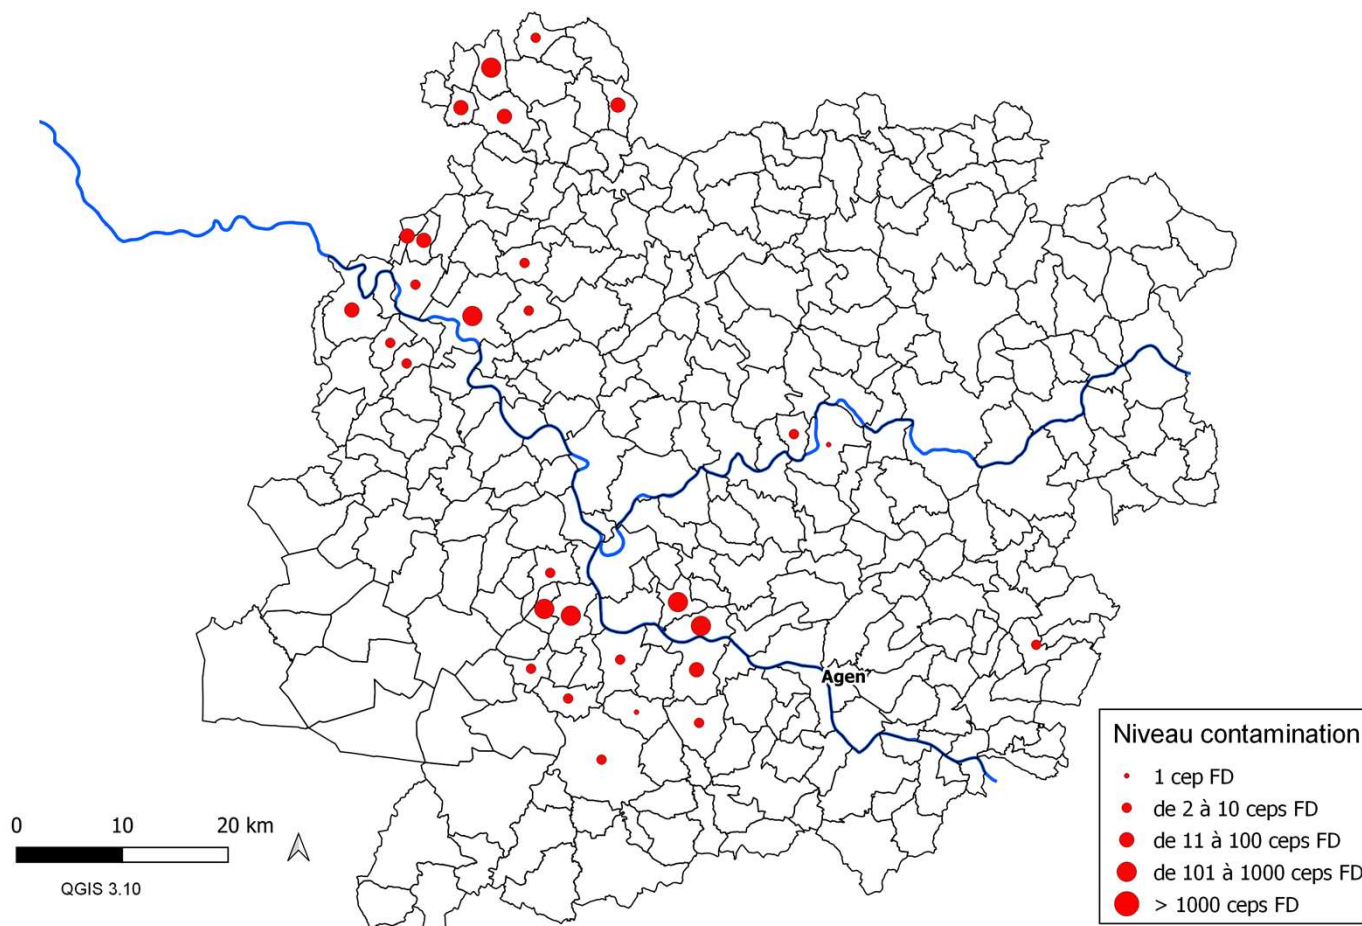 Agen
Niveau contamination
1 cep FD
de 2 à 10 ceps FD
de 11 à 100 ceps FD
de 101 à 1000 ceps FD
> 1000 ceps FD
0 10 20 km
QGIS 3.10